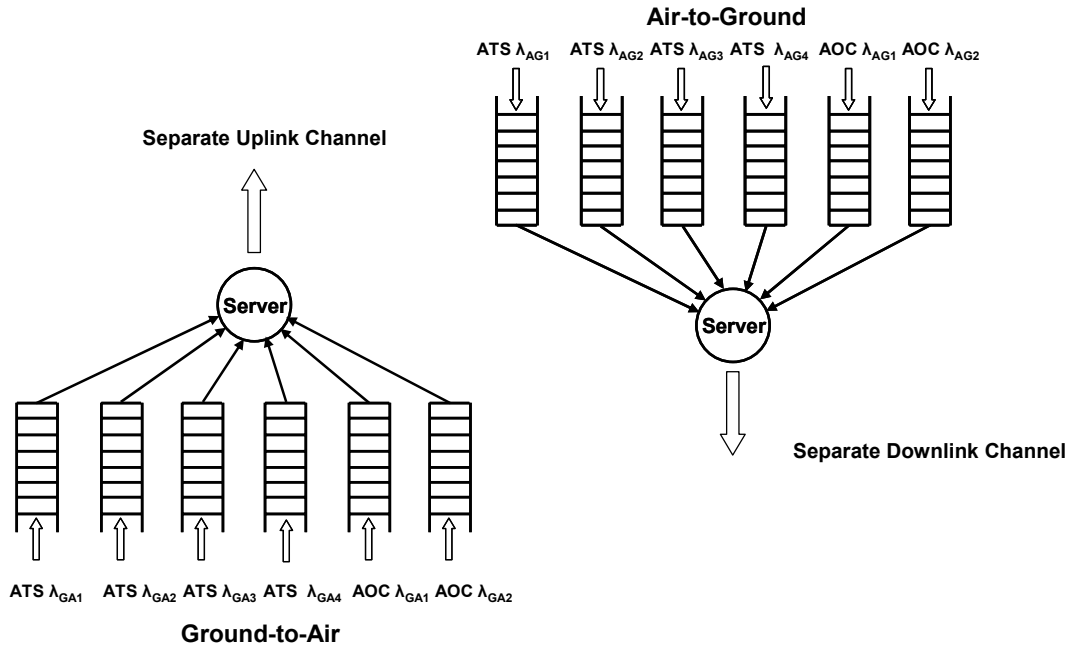 Air-to-Ground
ATS λAG1 ATS λAG2 ATS λAG3 ATS λAG4 AOC λAG1 AOC λAG2
Separate Uplink Channel
Server
Server
Separate Downlink Channel
ATS λGA1 ATS λGA2 ATS λGA3 ATS λGA4 AOC λGA1 AOC λGA2
Ground-to-Air